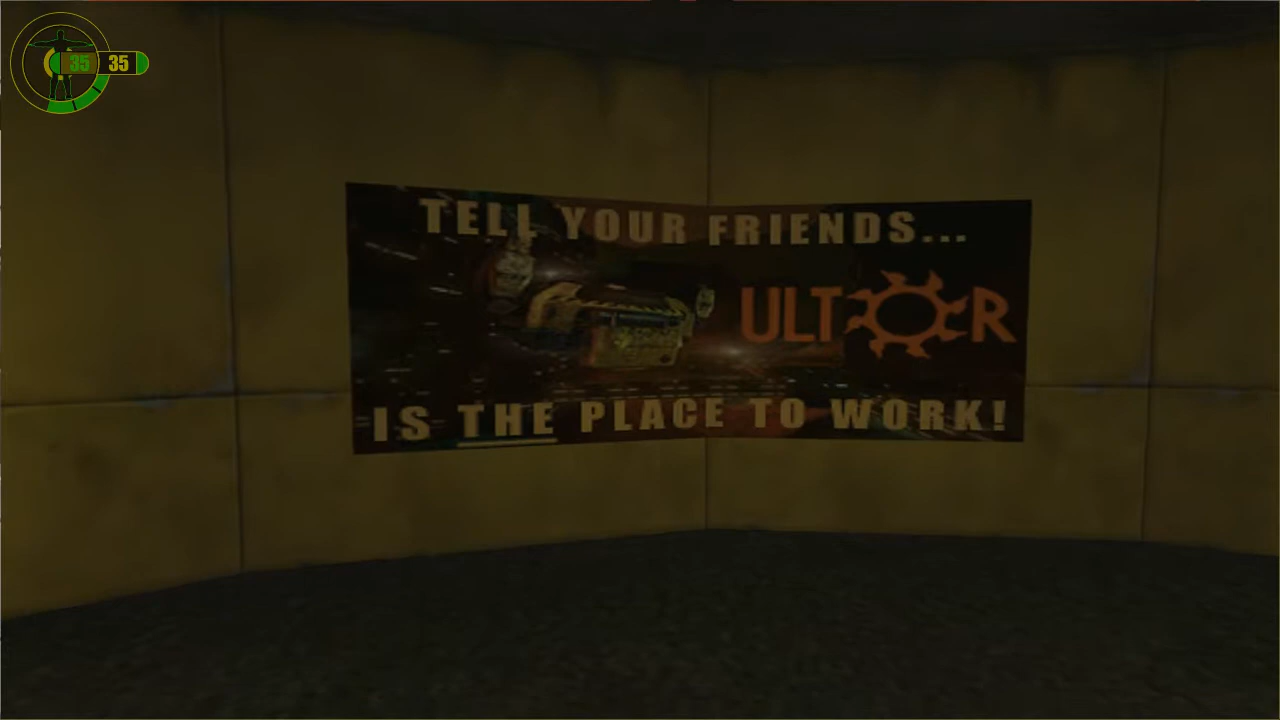 35 35
TELL YOUR FRIENDS...
ULTOR
IS THE PLACE TO WORK!